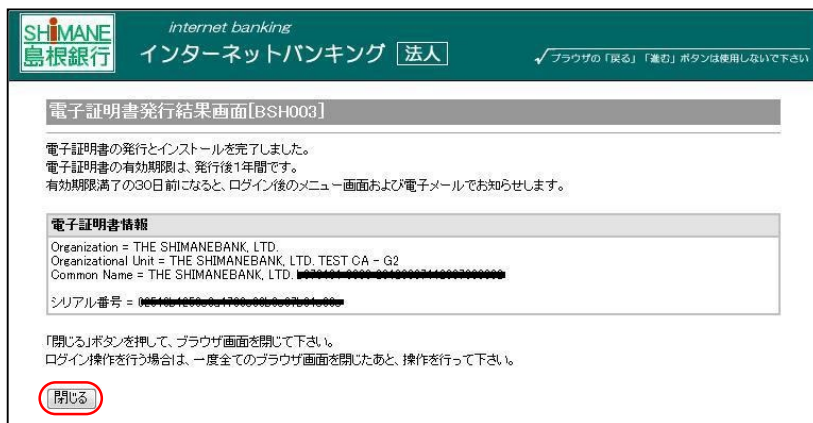 SHIMANE
島根銀行
internet banking
インターネットバンキング 法人
√ブラウザの「戻る」「進む」ボタンは使用しないで下さい
電子証明書発行結果画面[BSH003]
電子証明書の発行とインストールを完了しました。
電子証明書の有効期限は、発行後1年間です。
有効期限満了の30日前になると、ログイン後のメニュー画面および電子メールでお知らせします。
電子証明書情報
Organization = THE SHIMANEBANK, LTD.
Organizational Unit = THE SHIMANEBANK, LTD. TEST CA - G2
Common Name = THE SHIMANEBANK, LTD.
シリアル番号 =
「閉じる」ボタンを押して、ブラウザ画面を閉じて下さい。
ログイン操作を行う場合は、一度全てのブラウザ画面を閉じたあと、操作を行って下さい。
閉じる